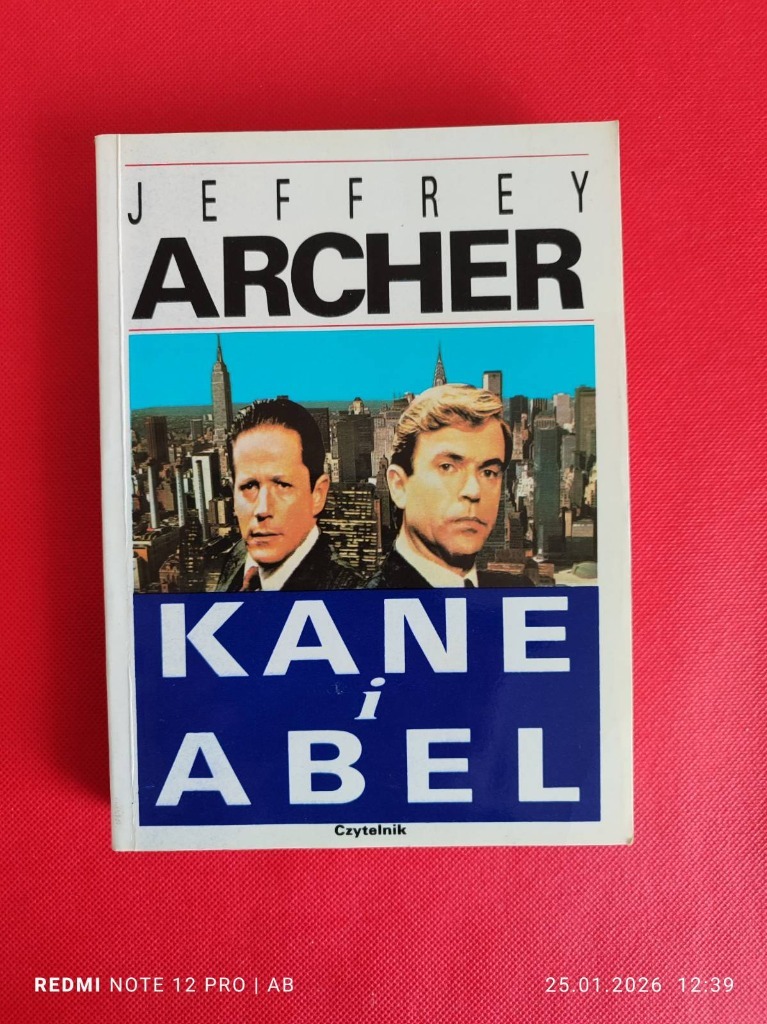 JEFFREY
ARCHER
KANE
i
ABEL
Czytelnik
REDMI NOTE 12 PRO | AB
25.01.2026 12:39